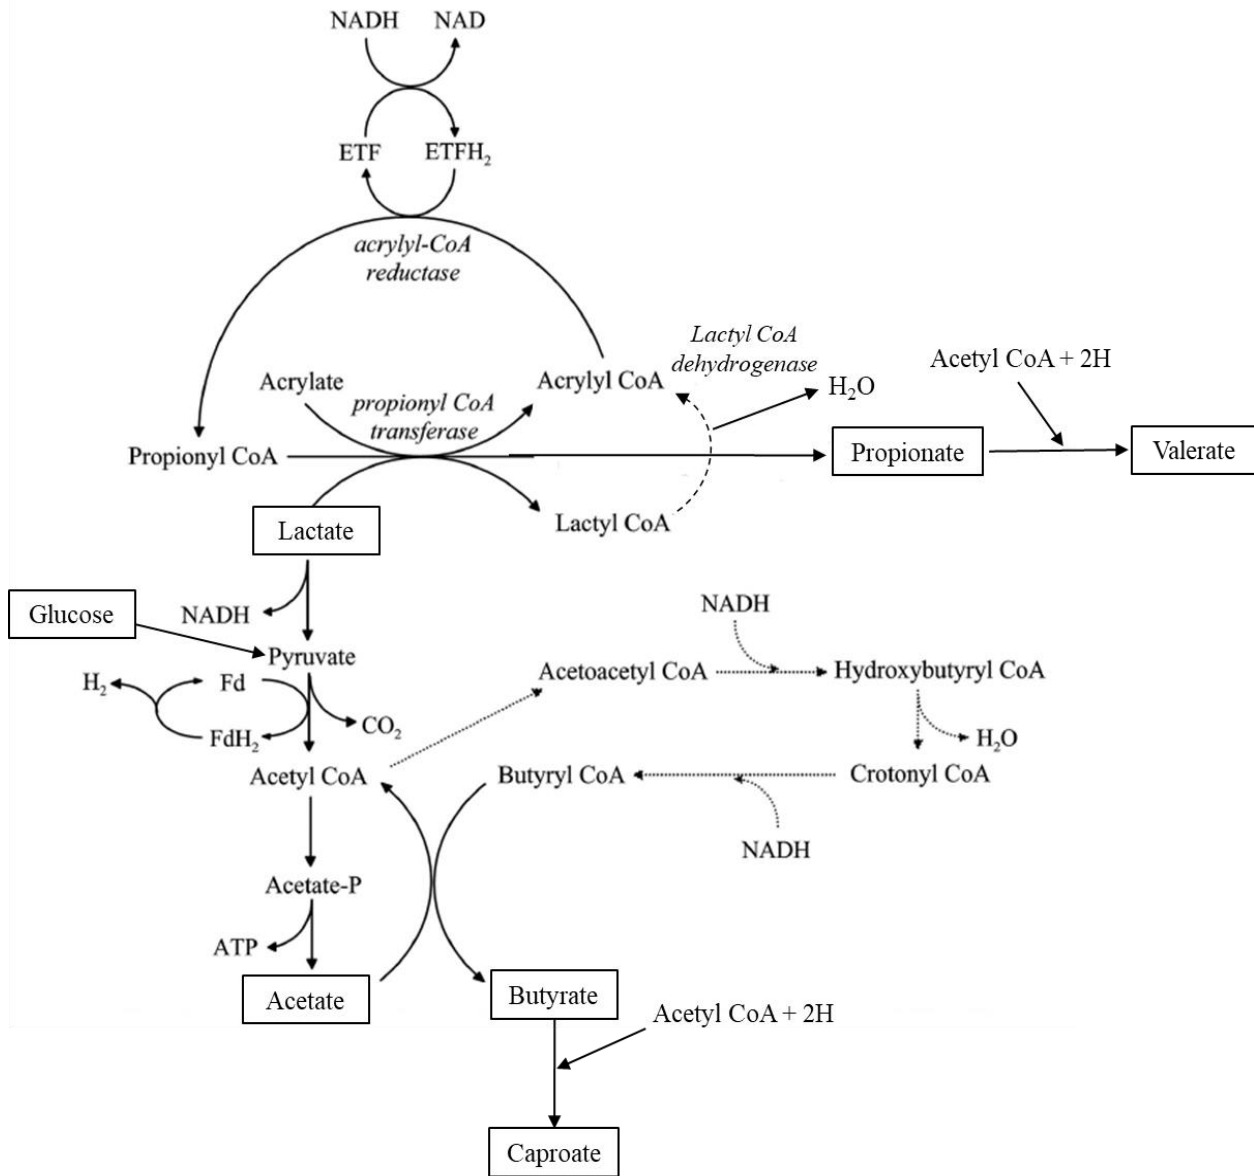 NADH NAD
ETF ETFH₂
acrylyl-CoA
reductase
Lactyl CoA
dehydrogenase
Acetyl CoA + 2H
Acrylate
Acrylyl CoA
H₂O
propionyl CoA
transferase
Propionyl CoA
Propionate
Valerate
Lactate
Lactyl CoA
Glucose
NADH
NADH
Pyruvate
Acetoacetyl CoA
Hydroxybutyryl CoA
H₂
Fd
CO₂
FdH₂
H₂O
Acetyl CoA
Butyryl CoA
Crotonyl CoA
NADH
Acetate-P
ATP
Acetate
Butyrate
Acetyl CoA + 2H
Caproate